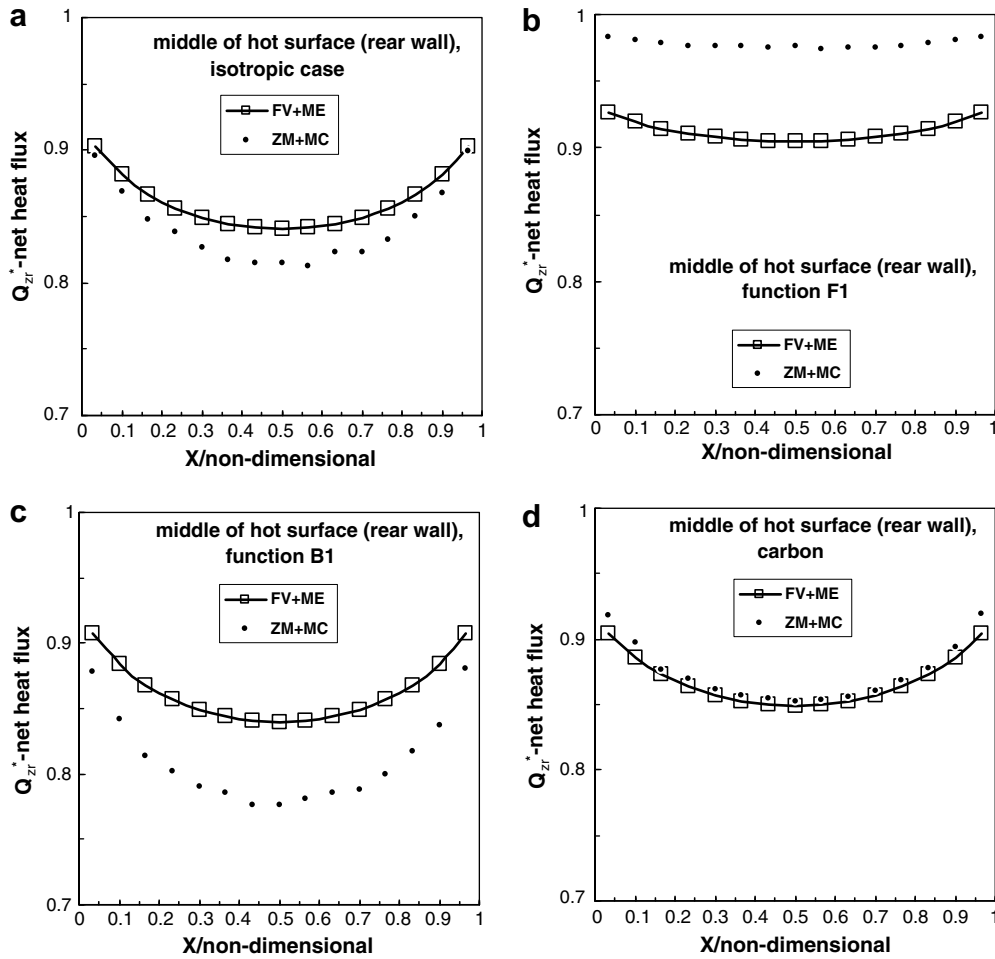 a
1
0.9
0.8
0.7
Q*zr-net heat flux
middle of hot surface (rear wall),
isotropic case
FV+ME
ZM+MC
0 0.1 0.2 0.3 0.4 0.5 0.6 0.7 0.8 0.9 1
X/non-dimensional
b
1
0.9
0.8
0.7
Q*zr-net heat flux
middle of hot surface (rear wall),
function F1
FV+ME
ZM+MC
0 0.1 0.2 0.3 0.4 0.5 0.6 0.7 0.8 0.9 1
X/non-dimensional
c
1
0.9
0.8
0.7
Q*zr-net heat flux
middle of hot surface (rear wall),
function B1
FV+ME
ZM+MC
0 0.1 0.2 0.3 0.4 0.5 0.6 0.7 0.8 0.9 1
X/non-dimensional
d
1
0.9
0.8
0.7
Q*zr-net heat flux
middle of hot surface (rear wall),
carbon
FV+ME
ZM+MC
0 0.1 0.2 0.3 0.4 0.5 0.6 0.7 0.8 0.9 1
X/non-dimensional